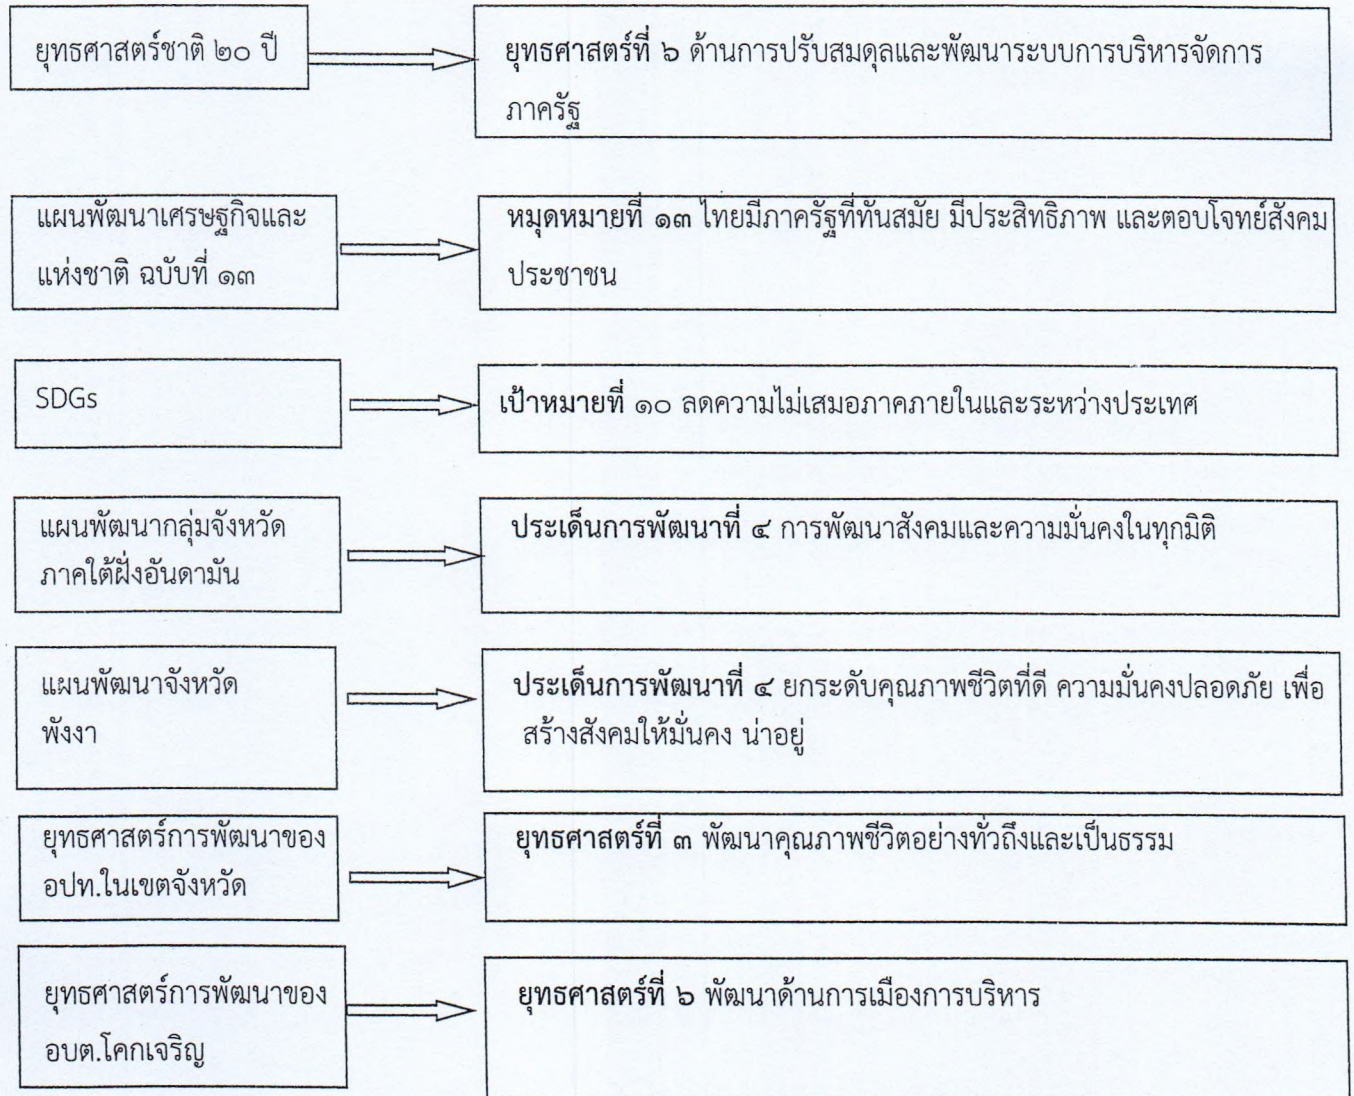 ยุทธศาสตร์ชาติ ๒๐ ปี
ยุทธศาสตร์ที่ ๖ ด้านการปรับสมดุลและพัฒนาระบบการบริหารจัดการ
ภาครัฐ
แผนพัฒนาเศรษฐกิจและ
แห่งชาติ ฉบับที่ ๑๓
หมุดหมายที่ ๑๓ ไทยมีภาครัฐที่ทันสมัย มีประสิทธิภาพ และตอบโจทย์สังคม
ประชาชน
SDGs
เป้าหมายที่ ๑๐ ลดความไม่เสมอภาคภายในและระหว่างประเทศ
แผนพัฒนากลุ่มจังหวัด
ภาคใต้ฝั่งอันดามัน
ประเด็นการพัฒนาที่ ๔ การพัฒนาสังคมและความมั่นคงในทุกมิติ
แผนพัฒนาจังหวัด
พังงา
ประเด็นการพัฒนาที่ ๔ ยกระดับคุณภาพชีวิตที่ดี ความมั่นคงปลอดภัย เพื่อ
สร้างสังคมให้มั่นคง น่าอยู่
ยุทธศาสตร์การพัฒนาของ
อปท.ในเขตจังหวัด
ยุทธศาสตร์ที่ ๓ พัฒนาคุณภาพชีวิตอย่างทั่วถึงและเป็นธรรม
ยุทธศาสตร์การพัฒนาของ
อบต.โคกเจริญ
ยุทธศาสตร์ที่ ๖ พัฒนาด้านการเมืองการบริหาร